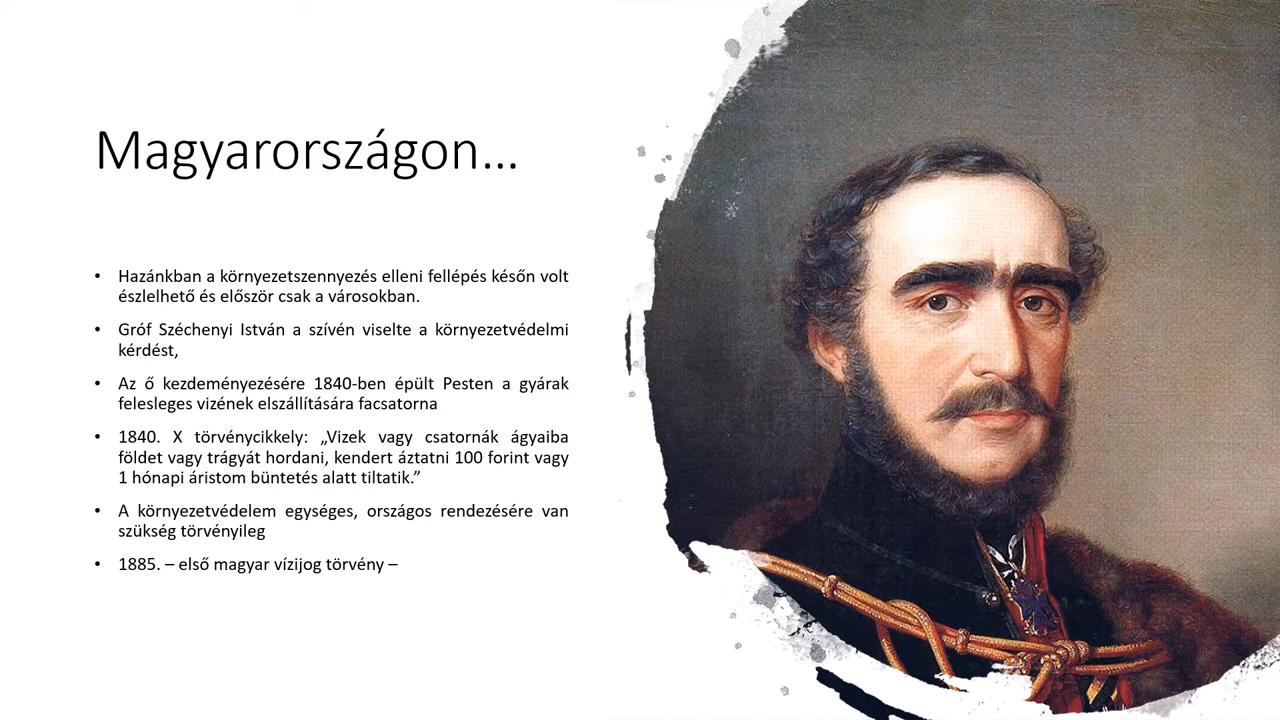 Magyarországon...
• Hazánkban a környezetszennyezés elleni fellépés későn volt
észlelhető és először csak a városokban.
• Gróf Széchenyi István a szívén viselte a környezetvédelmi
kérdést,
• Az ő kezdeményezésére 1840-ben épült Pesten a gyárak
felesleges vizének elszállítására facsatorna
• 1840. X törvénycikkely: „Vizek vagy csatornák ágyaiba
földet vagy trágyát hordani, kendert áztatni 100 forint vagy
1 hónapi áristom büntetés alatt tiltatik.”
• A környezetvédelem egységes, országos rendezésére van
szükség törvényileg
• 1885. – első magyar vízijog törvény –